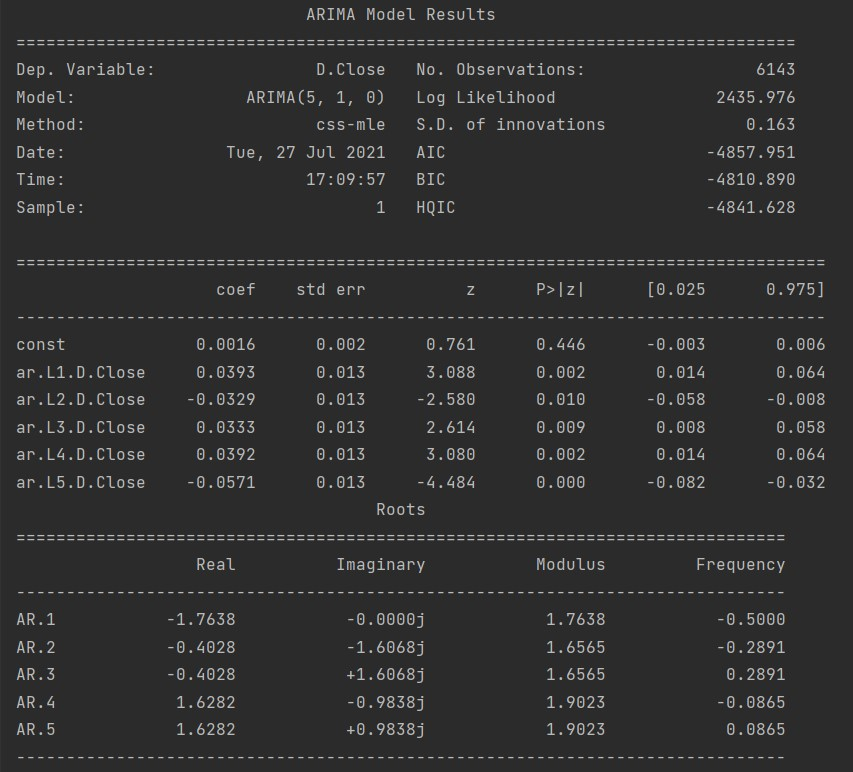 ARIMA Model Results
==============================================================================
Dep. Variable:                D.Close   No. Observations:                 6143
Model:                 ARIMA(5, 1, 0)   Log Likelihood                2435.976
Method:                       css-mle   S.D. of innovations              0.163
Date:                Tue, 27 Jul 2021   AIC                          -4857.951
Time:                        17:09:57   BIC                          -4810.890
Sample:                             1   HQIC                         -4841.628

=================================================================================
                    coef    std err          z      P>|z|      [0.025      0.975]
---------------------------------------------------------------------------------
const             0.0016      0.002      0.761      0.446      -0.003       0.006
ar.L1.D.Close     0.0393      0.013      3.088      0.002       0.014       0.064
ar.L2.D.Close    -0.0329      0.013     -2.580      0.010      -0.058      -0.008
ar.L3.D.Close     0.0333      0.013      2.614      0.009       0.008       0.058
ar.L4.D.Close     0.0392      0.013      3.080      0.002       0.014       0.064
ar.L5.D.Close    -0.0571      0.013     -4.484      0.000      -0.082      -0.032
                                    Roots
=============================================================================
                  Real          Imaginary           Modulus         Frequency
-----------------------------------------------------------------------------
AR.1           -1.7638           -0.0000j            1.7638           -0.5000
AR.2           -0.4028           -1.6068j            1.6565           -0.2891
AR.3           -0.4028           +1.6068j            1.6565            0.2891
AR.4            1.6282           -0.9838j            1.9023           -0.0865
AR.5            1.6282           +0.9838j            1.9023            0.0865
-----------------------------------------------------------------------------